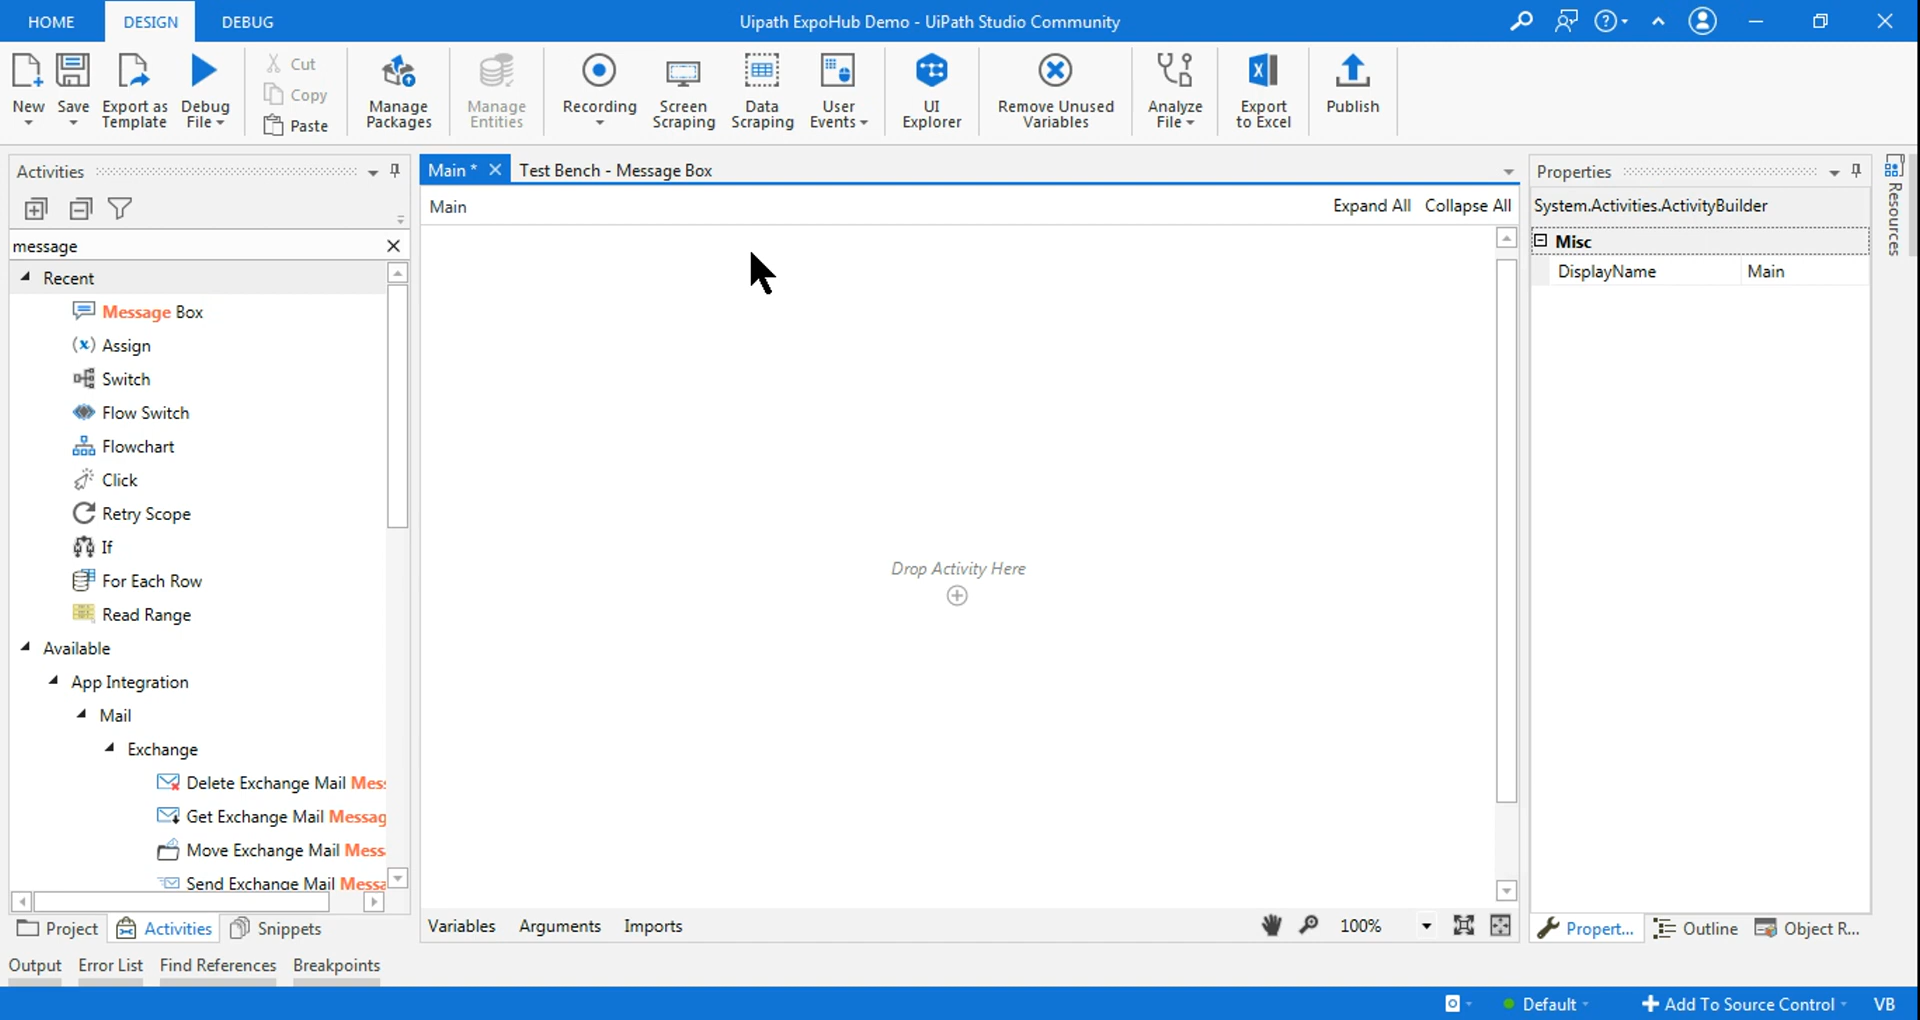 HOME DESIGN DEBUG Uipath ExpoHub Demo - UiPath Studio Community
New Save Export as Template Debug File
Cut
Copy
Paste
Manage Packages Manage Entities Recording Screen Scraping Data Scraping User Events UI Explorer Remove Unused Variables Analyze File Export to Excel Publish
Activities
message
Recent
Message Box
Assign
Switch
Flow Switch
Flowchart
Click
Retry Scope
If
For Each Row
Read Range
Available
App Integration
Mail
Exchange
Delete Exchange Mail Mes
Get Exchange Mail Messag
Move Exchange Mail Mess
Send Exchange Mail Messa
Project Activities Snippets
Main * Test Bench - Message Box
Main Expand All Collapse All
Drop Activity Here
Variables Arguments Imports 100%
Properties
System.Activities.ActivityBuilder
Misc
DisplayName Main
Propert... Outline Object R...
Resources
Output Error List Find References Breakpoints
Default Add To Source Control VB